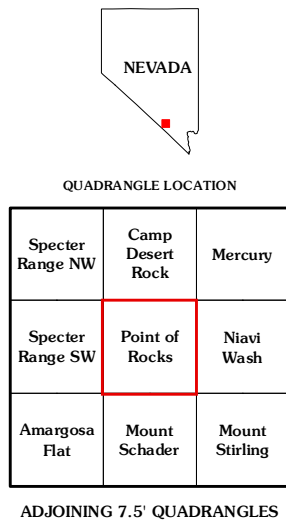 NEVADA
QUADRANGLE LOCATION
Specter
Range NW
Camp
Desert
Rock
Mercury
Specter
Range SW
Point of
Rocks
Niavi
Wash
Amargosa
Flat
Mount
Schader
Mount
Stirling
ADJOINING 7.5' QUADRANGLES